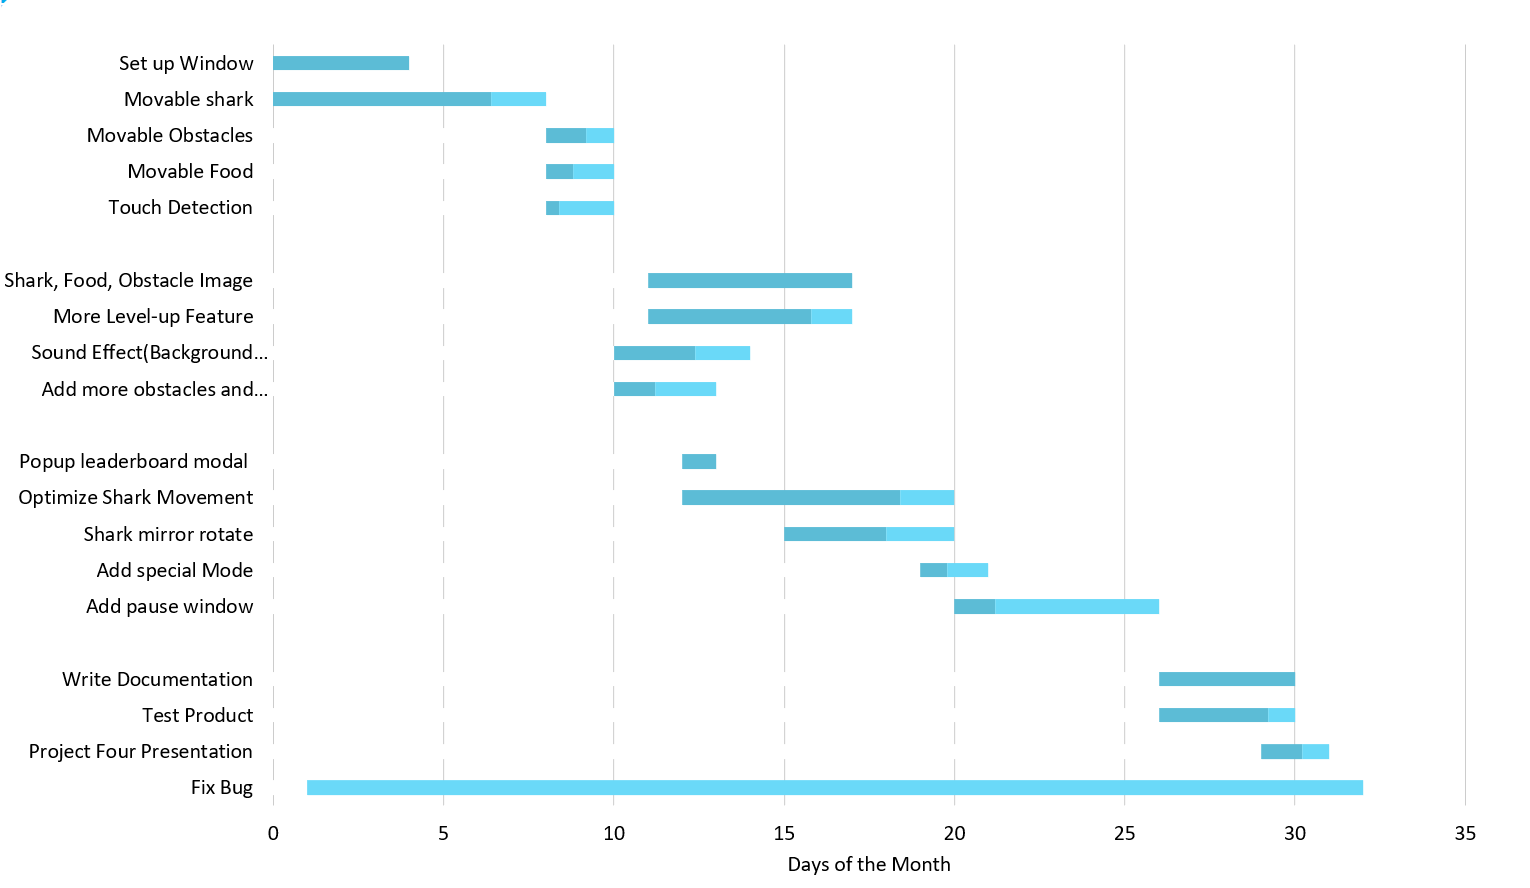 Set up Window
Movable shark
Movable Obstacles
Movable Food
Touch Detection
Shark, Food, Obstacle Image
More Level-up Feature
Sound Effect(Background...
Add more obstacles and...
Popup leaderboard modal
Optimize Shark Movement
Shark mirror rotate
Add special Mode
Add pause window
Write Documentation
Test Product
Project Four Presentation
Fix Bug
0 5 10 15 20 25 30 35
Days of the Month